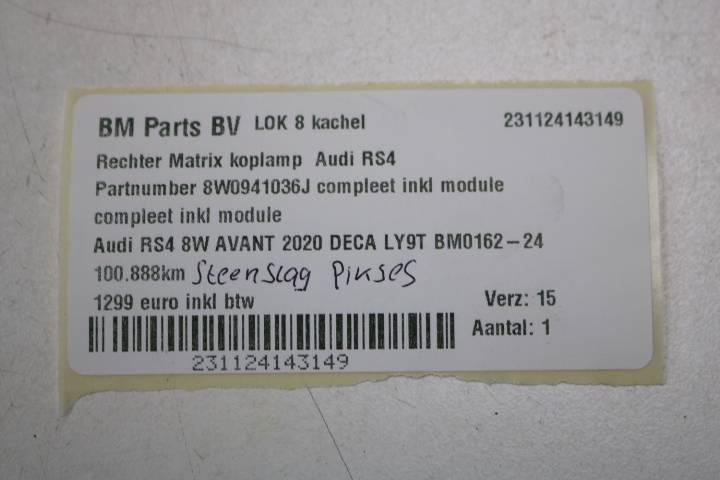 BM Parts BV LOK 8 kachel 231124143149
Rechter Matrix koplamp Audi RS4
Partnumber 8W0941036J compleet inkl module
compleet inkl module
Audi RS4 8W AVANT 2020 DECA LY9T BM0162-24
100.888km Steenslag Pikses
1299 euro inkl btw Verz: 15
Aantal: 1
231124143149